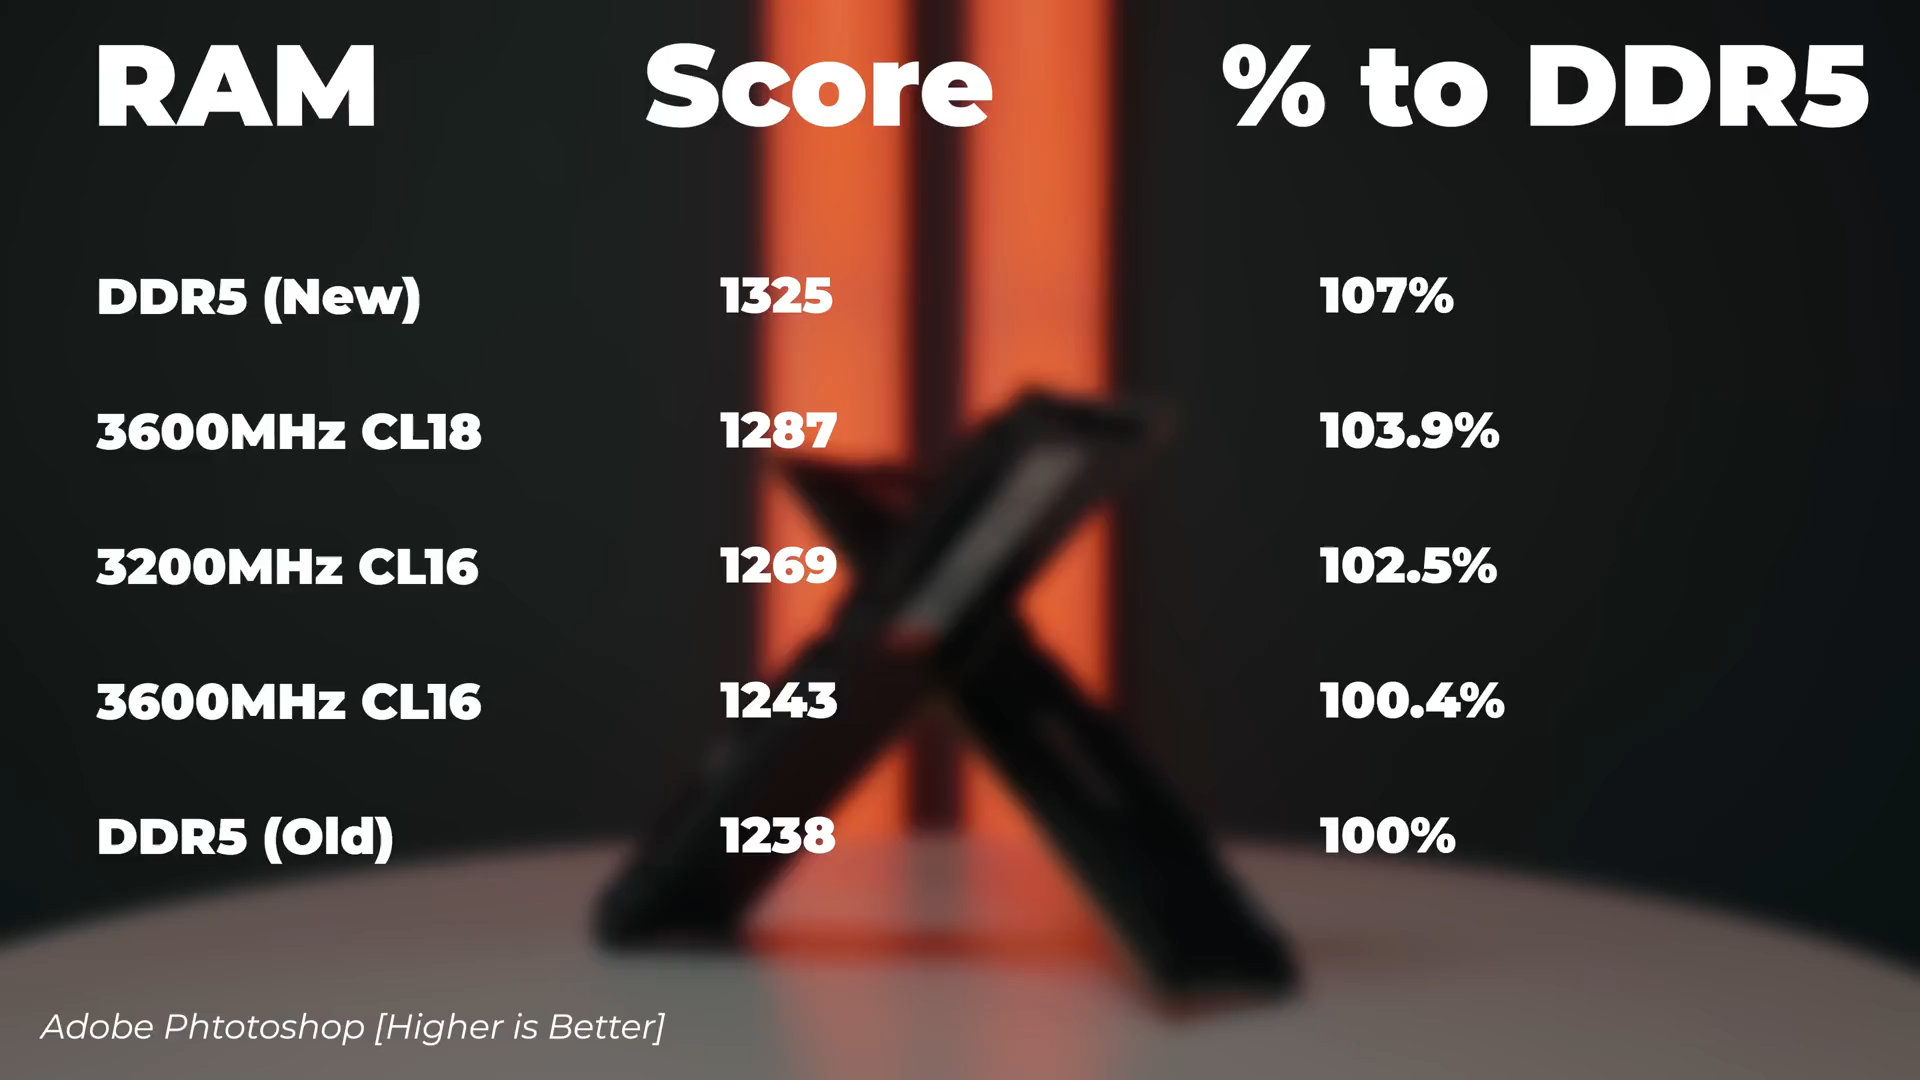 RAM Score % to DDR5
DDR5 (New) 1325 107%
3600MHz CL18 1287 103.9%
3200MHz CL16 1269 102.5%
3600MHz CL16 1243 100.4%
DDR5 (Old) 1238 100%
Adobe Phtotoshop [Higher is Better]